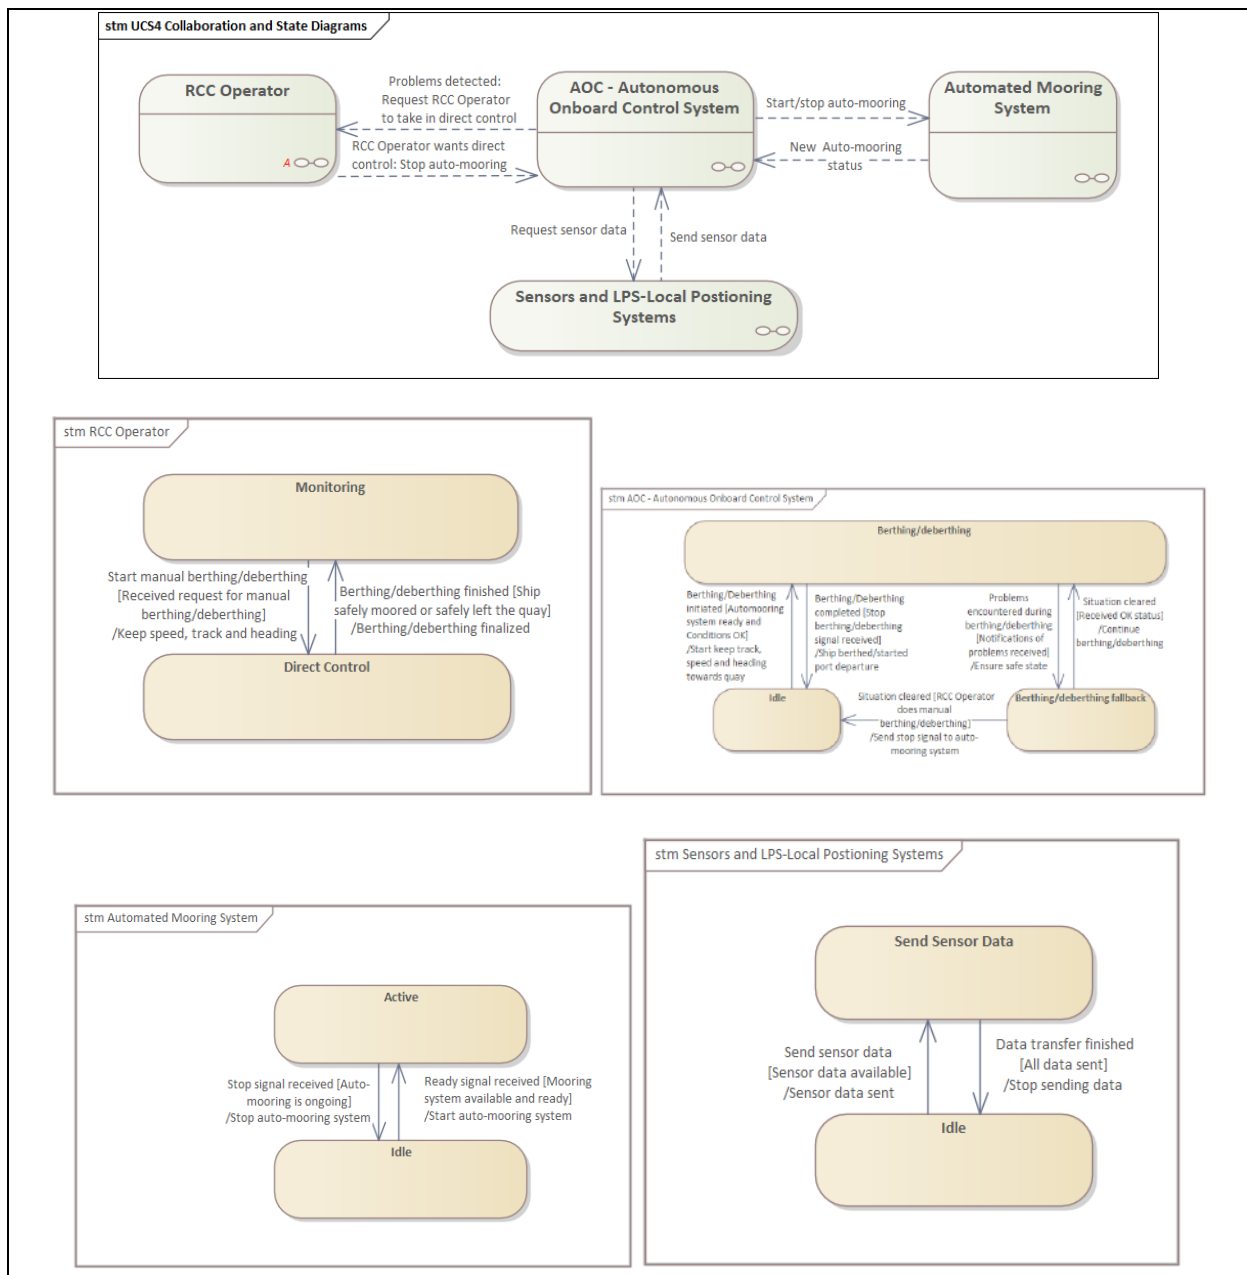 stm UCS4 Collaboration and State Diagrams
RCC Operator
A
Problems detected:
Request RCC Operator
to take in direct control
RCC Operator wants direct
control: Stop auto-mooring
AOC - Autonomous
Onboard Control System
Start/stop auto-mooring
New Auto-mooring
status
Automated Mooring
System
Request sensor data
Send sensor data
Sensors and LPS-Local Postioning
Systems
stm RCC Operator
Monitoring
Start manual berthing/deberthing
[Received request for manual
berthing/deberthing]
/Keep speed, track and heading
Berthing/deberthing finished [Ship
safely moored or safely left the quay]
/Berthing/deberthing finalized
Direct Control
stm AOC - Autonomous Onboard Control System
Berthing/deberthing
Berthing/Deberthing
initiated [Automooring
system ready and
Conditions OK]
/Start keep track,
speed and heading
towards quay
Berthing/Deberthing
completed [Stop
berthing/deberthing
signal received]
/Ship berthed/started
port departure
Problems
encountered during
berthing/deberthing
[Notifications of
problems received]
/Ensure safe state
Situation cleared
[Received OK status]
/Continue
berthing/deberthing
Idle
Situation cleared [RCC Operator
does manual
berthing/deberthing]
/Send stop signal to auto-
mooring system
Berthing/deberthing fallback
stm Automated Mooring System
Active
Stop signal received [Auto-
mooring is ongoing]
/Stop auto-mooring system
Ready signal received [Mooring
system available and ready]
/Start auto-mooring system
Idle
stm Sensors and LPS-Local Postioning Systems
Send Sensor Data
Send sensor data
[Sensor data available]
/Sensor data sent
Data transfer finished
[All data sent]
/Stop sending data
Idle